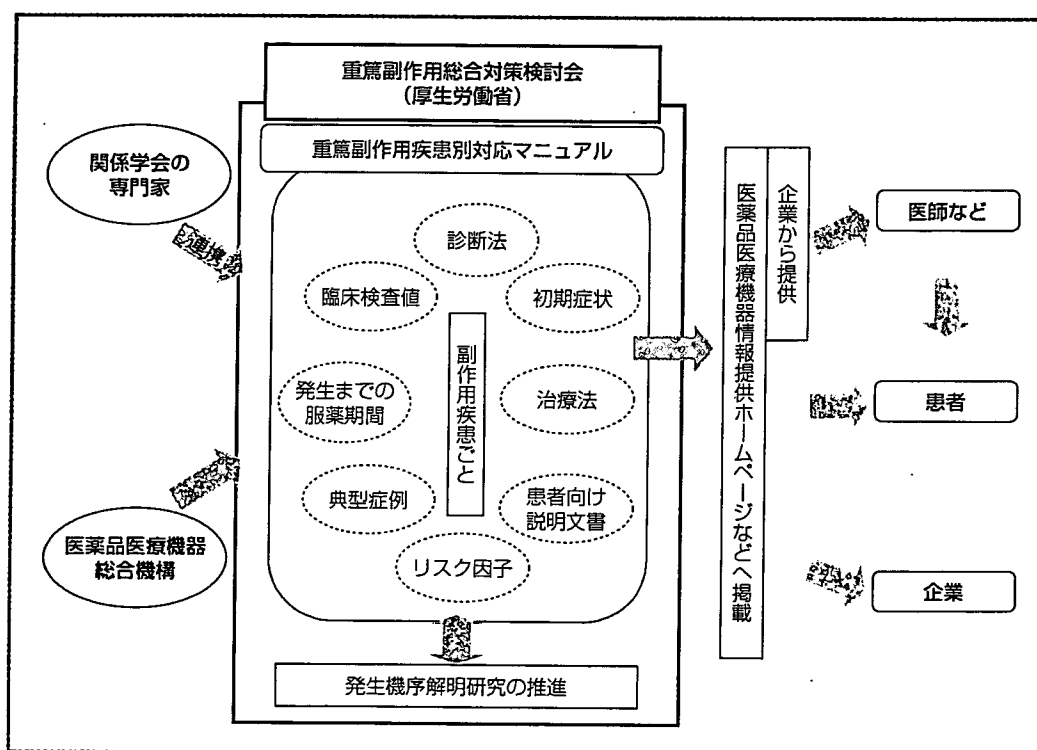 重篤副作用総合対策検討会
（厚生労働省）
重篤副作用疾患別対応マニュアル
関係学会の
専門家
連携
医薬品医療機器
総合機構
診断法
臨床検査値
初期症状
副作用疾患ごと
発生までの
服薬期間
治療法
典型症例
患者向け
説明文書
リスク因子
発生機序解明研究の推進
企業から提供
医薬品医療機器情報提供ホームページなどへ掲載
医師など
患者
企業